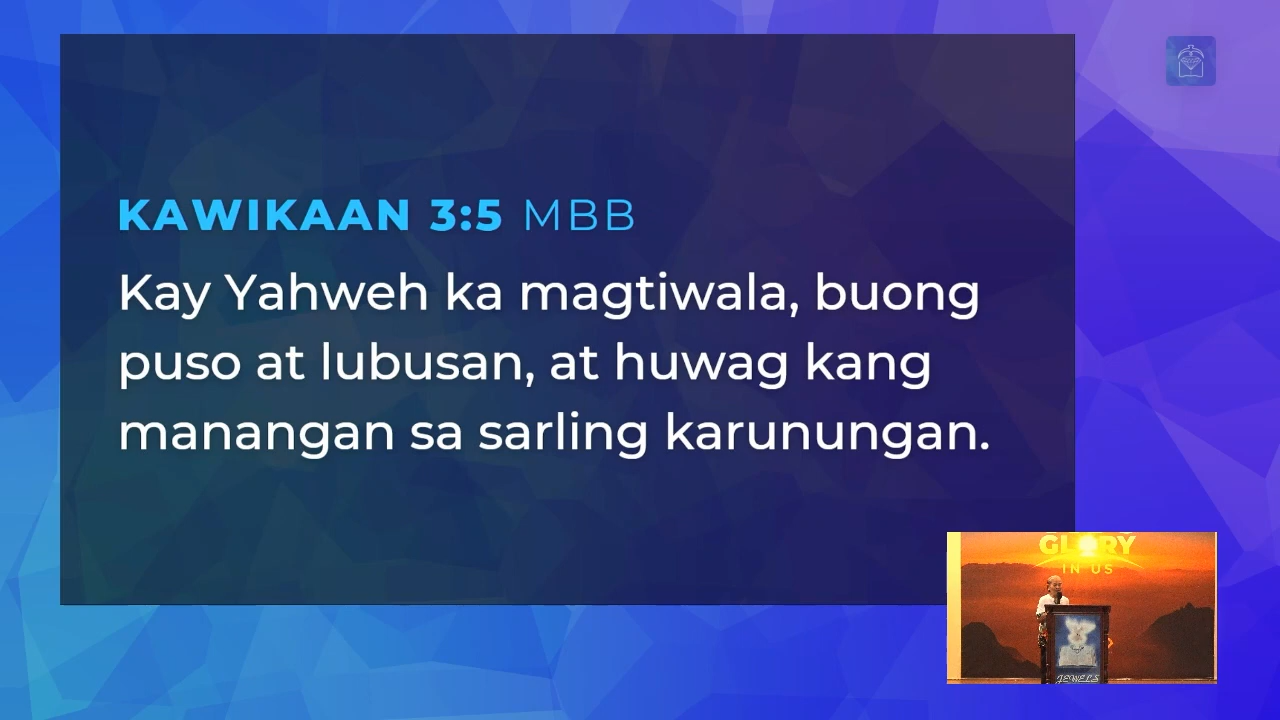 KAWIKAAN 3:5 MBB
Kay Yahweh ka magtiwala, buong
puso at lubusan, at huwag kang
manangan sa sarling karunungan.
GLORY
IN US
JEWELS